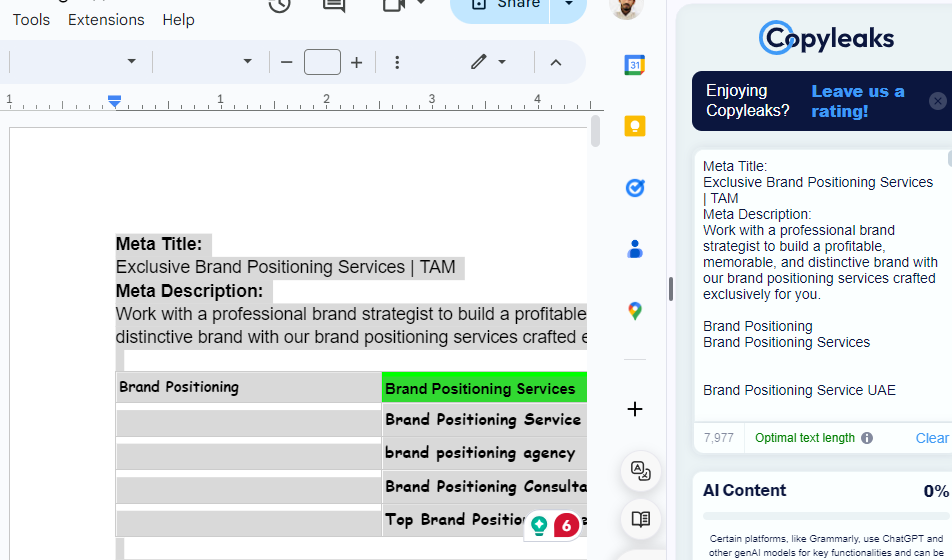 Tools Extensions Help
Share
1 1 2 3 4
31
Meta Title:
Exclusive Brand Positioning Services | TAM
Meta Description:
Work with a professional brand strategist to build a profitable
distinctive brand with our brand positioning services crafted
Brand Positioning
Brand Positioning Services
Brand Positioning Service
brand positioning agency
Brand Positioning
Top Brand
6
Copyleaks
Enjoying
Copyleaks?
Leave us a
rating!
Meta Title:
Exclusive Brand Positioning Services
| TAM
Meta Description:
Work with a professional brand
strategist to build a profitable,
memorable, and distinctive brand with
our brand positioning services crafted
exclusively for you.
Brand Positioning
Brand Positioning Services
Brand Positioning Service UAE
7,977 Optimal text length Clear
AI Content 0%
Certain platforms, like Grammarly, use ChatGPT and
other genAI models for key functionalities and can be